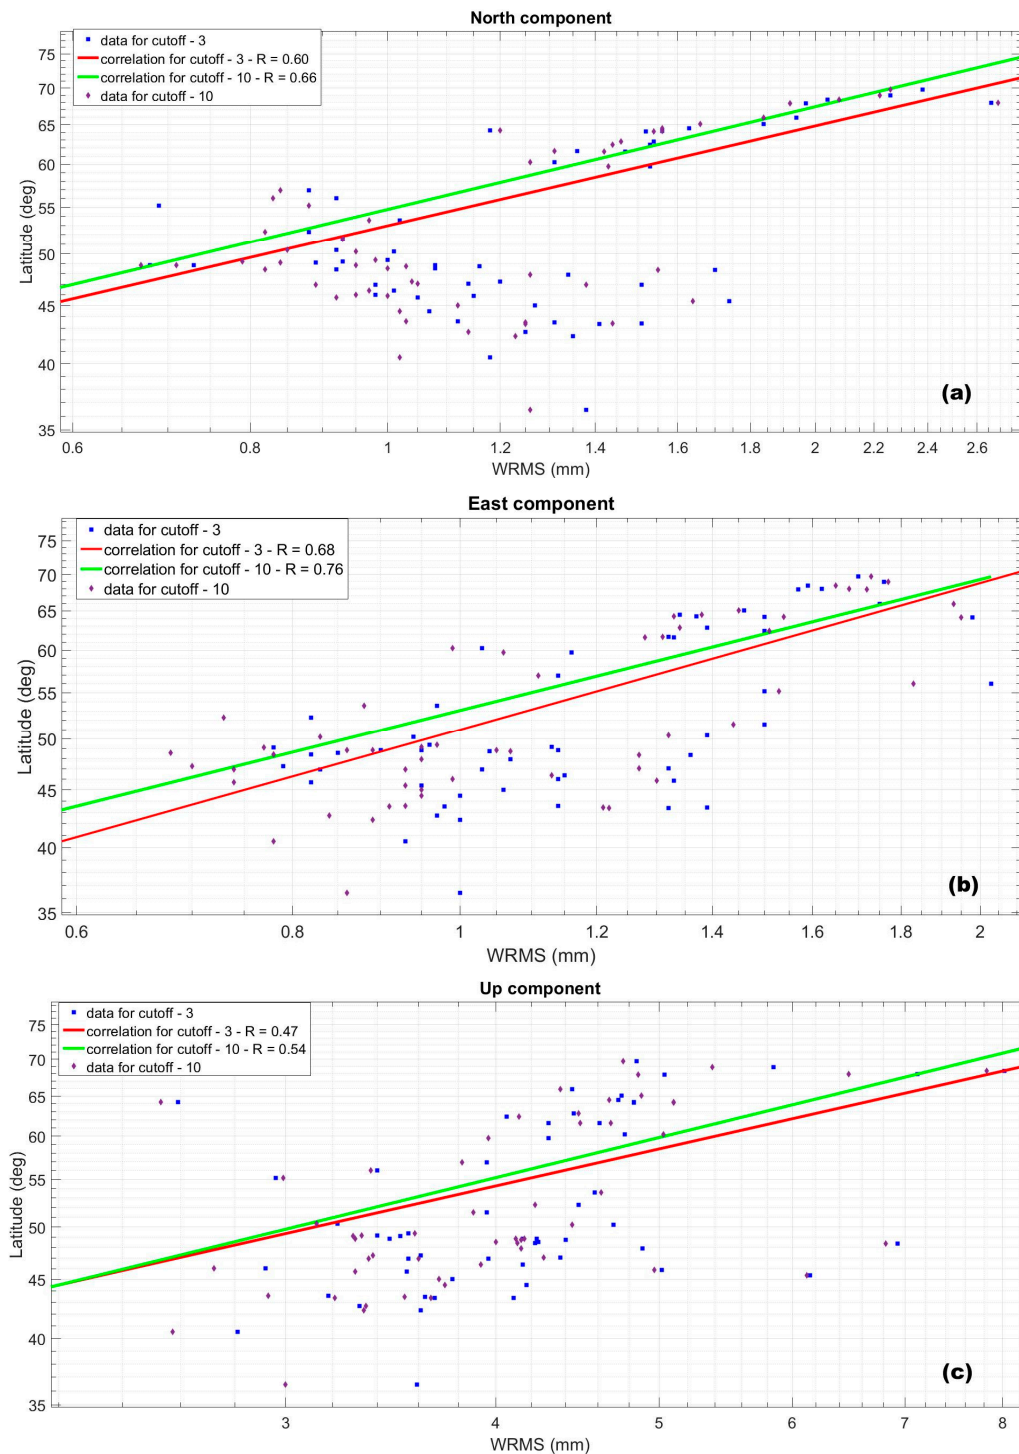 North component
data for cutoff - 3
correlation for cutoff - 3 - R = 0.60
correlation for cutoff - 10 - R = 0.66
data for cutoff - 10
75
70
65
60
55
50
45
40
35
Latitude (deg)
(a)
0.6 0.8 1 1.2 1.4 1.6 1.8 2 2.2 2.4 2.6
WRMS (mm)
East component
data for cutoff - 3
correlation for cutoff - 3 - R = 0.68
correlation for cutoff - 10 - R = 0.76
data for cutoff - 10
75
70
65
60
55
50
45
40
35
Latitude (deg)
(b)
0.6 0.8 1 1.2 1.4 1.6 1.8 2
WRMS (mm)
Up component
data for cutoff - 3
correlation for cutoff - 3 - R = 0.47
correlation for cutoff - 10 - R = 0.54
data for cutoff - 10
75
70
65
60
55
50
45
40
35
Latitude (deg)
(c)
3 4 5 6 7 8
WRMS (mm)